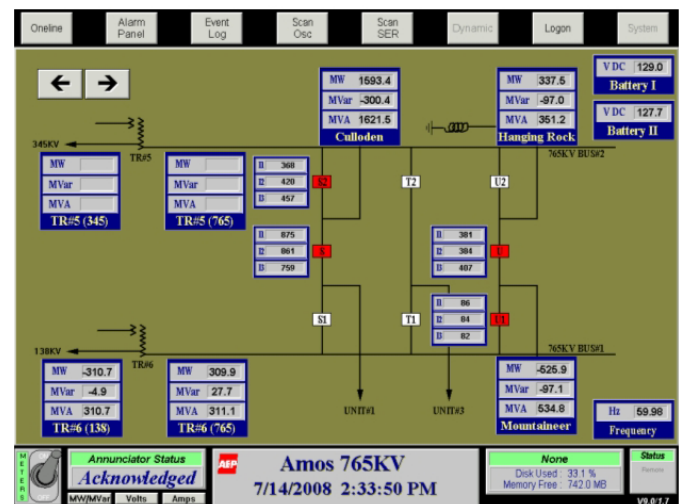 Oneline
Alarm Panel
Event Log
Scan Osc
Scan SER
Dynamic
Logon
System
V DC 129.0
Battery I
V DC 127.7
Battery II
MW 1593.4
MVar -300.4
MVA 1621.5
Culloden
MW 337.5
MVar -97.0
MVA 351.2
Hanging Rock
345KV
TR#5
765KV BUS#2
MW
MVar
MVA
TR#5 (345)
MW
MVar
MVA
TR#5 (765)
I1 368
I2 420
I3 457
S2
T2
U2
I1 875
I2 861
I3 759
S
I1 381
I2 384
I3 407
U
I1 86
I2 84
I3 82
S1
T1
U1
138KV
TR#6
765KV BUS#1
MW -310.7
MVar -4.9
MVA 310.7
TR#6 (138)
MW 309.9
MVar 27.7
MVA 311.1
TR#6 (765)
UNIT#1
UNIT#3
MW -525.9
MVar -97.1
MVA 534.8
Mountaineer
Hz 59.98
Frequency
METERS
OFF
Annunciator Status
Acknowledged
MW/MVar Volts Amps
AEP
Amos 765KV
7/14/2008 2:33:50 PM
None
Disk Used : 33.1 %
Memory Free : 742.0 MB
Status
Remote
V9.0/1.7